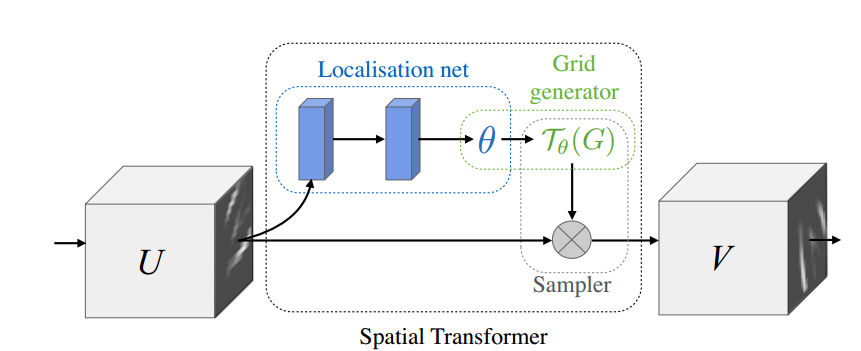 Localisation net
Grid
generator
θ
𝒯θ(G)
U
V
Sampler
Spatial Transformer